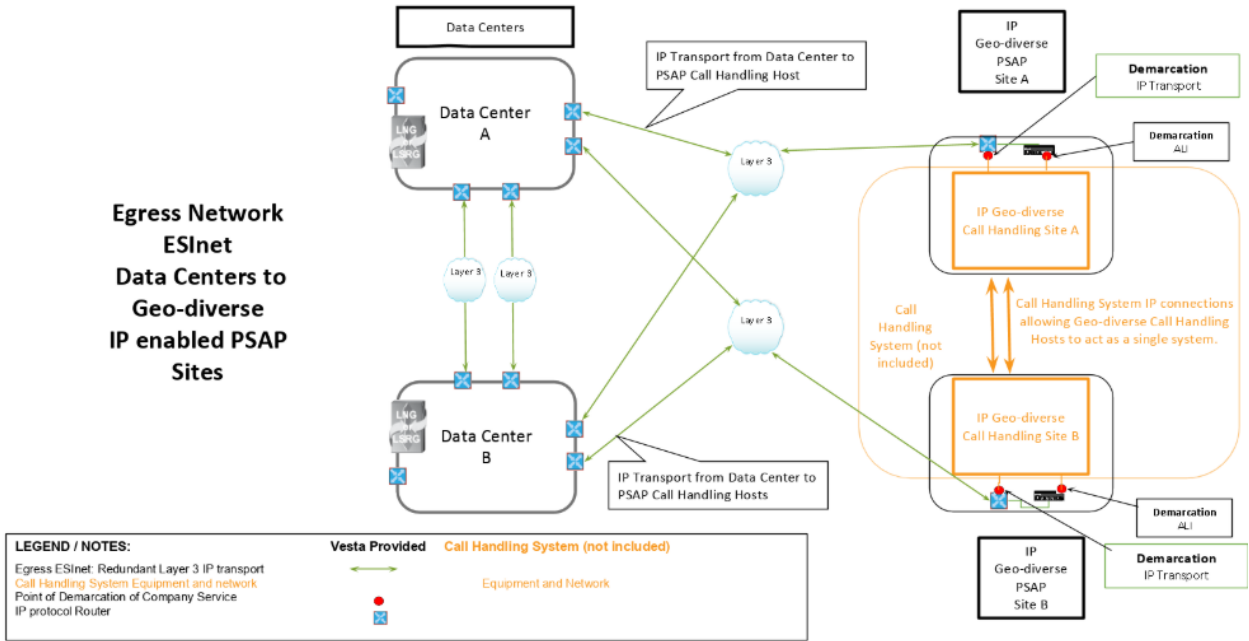 Data Centers
IP
Geo-diverse
PSAP
Site A
IP Transport from Data Center to
PSAP Call Handling Host
Demarcation
IP Transport
Data Center
A
LNG
LSRG
Demarcation
ALI
Layer 3
Egress Network
ESInet
Data Centers to
Geo-diverse
IP enabled PSAP
Sites
IP Geo-diverse
Call Handling Site A
Layer 3
Layer 3
Call
Handling
System (not
included)
Call Handling System IP connections
allowing Geo-diverse Call Handling
Hosts to act as a single system.
Layer 3
LNG
LSRG
Data Center
B
IP Geo-diverse
Call Handling Site B
IP Transport from Data Center to
PSAP Call Handling Hosts
Demarcation
ALI
Demarcation
IP Transport
IP
Geo-diverse
PSAP
Site B
LEGEND / NOTES:
Vesta Provided
Call Handling System (not included)
Egress ESInet: Redundant Layer 3 IP transport
Call Handling System Equipment and network
Equipment and Network
Point of Demarcation of Company Service
IP protocol Router